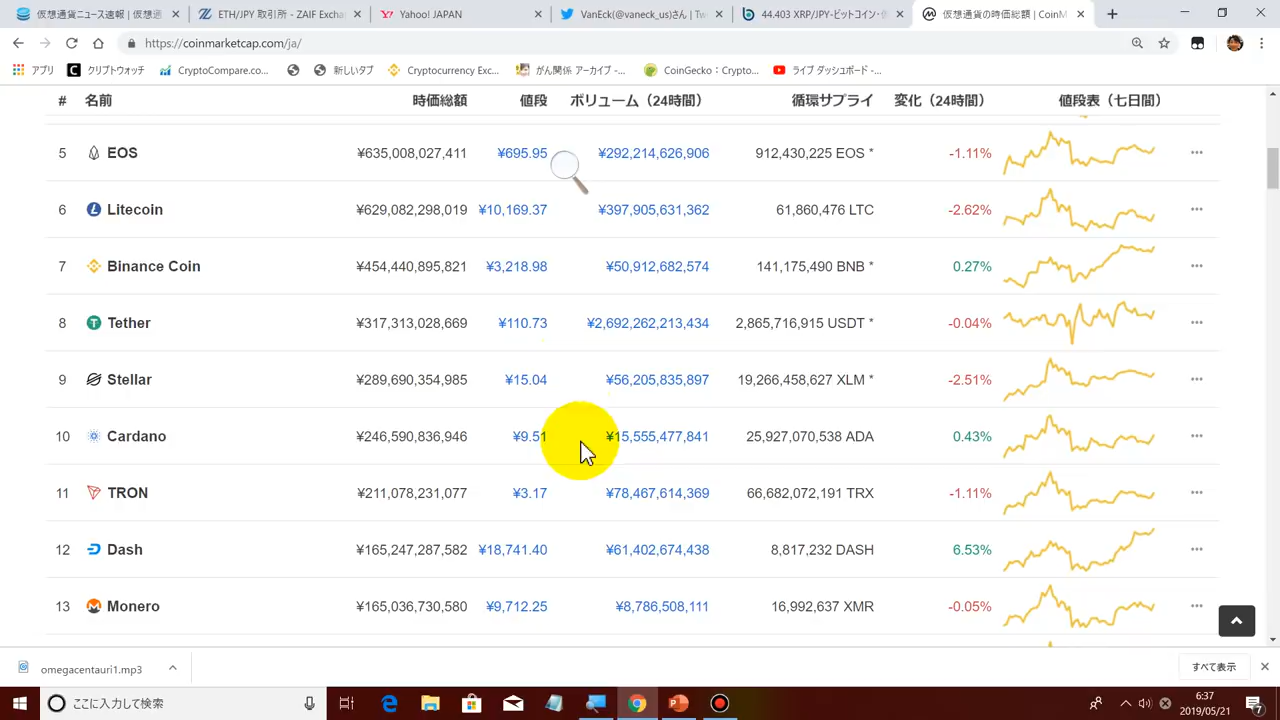 仮想通貨ニュース速報 | 仮想通
ETH/JPY 取引所 - ZAIF Exchan
Yahoo! JAPAN
VanEck(@vaneck_us)さん | Tw
44.403 XRP/JPY-ビットコイン・
仮想通貨の時価総額 | CoinM
https://coinmarketcap.com/ja/
アプリ
クリプトウォッチ
CryptoCompare.co...
新しいタブ
Cryptocurrency Exc...
がん関係 アーカイブ -...
CoinGecko：Crypto...
ライブ ダッシュボード -...
# 名前 時価総額 値段 ボリューム（24時間） 循環サプライ 変化（24時間） 値段表（七日間）
5 EOS ¥635,008,027,411 ¥695.95 ¥292,214,626,906 912,430,225 EOS * -1.11%
6 Litecoin ¥629,082,298,019 ¥10,169.37 ¥397,905,631,362 61,860,476 LTC -2.62%
7 Binance Coin ¥454,440,895,821 ¥3,218.98 ¥50,912,682,574 141,175,490 BNB * 0.27%
8 Tether ¥317,313,028,669 ¥110.73 ¥2,692,262,213,434 2,865,716,915 USDT * -0.04%
9 Stellar ¥289,690,354,985 ¥15.04 ¥56,205,835,897 19,266,458,627 XLM * -2.51%
10 Cardano ¥246,590,836,946 ¥9.51 ¥15,555,477,841 25,927,070,538 ADA 0.43%
11 TRON ¥211,078,231,077 ¥3.17 ¥78,467,614,369 66,682,072,191 TRX -1.11%
12 Dash ¥165,247,287,582 ¥18,741.40 ¥61,402,674,438 8,817,232 DASH 6.53%
13 Monero ¥165,036,730,580 ¥9,712.25 ¥8,786,508,111 16,992,637 XMR -0.05%
omegacentauri1.mp3
すべて表示
ここに入力して検索
6:37
2019/05/21
7